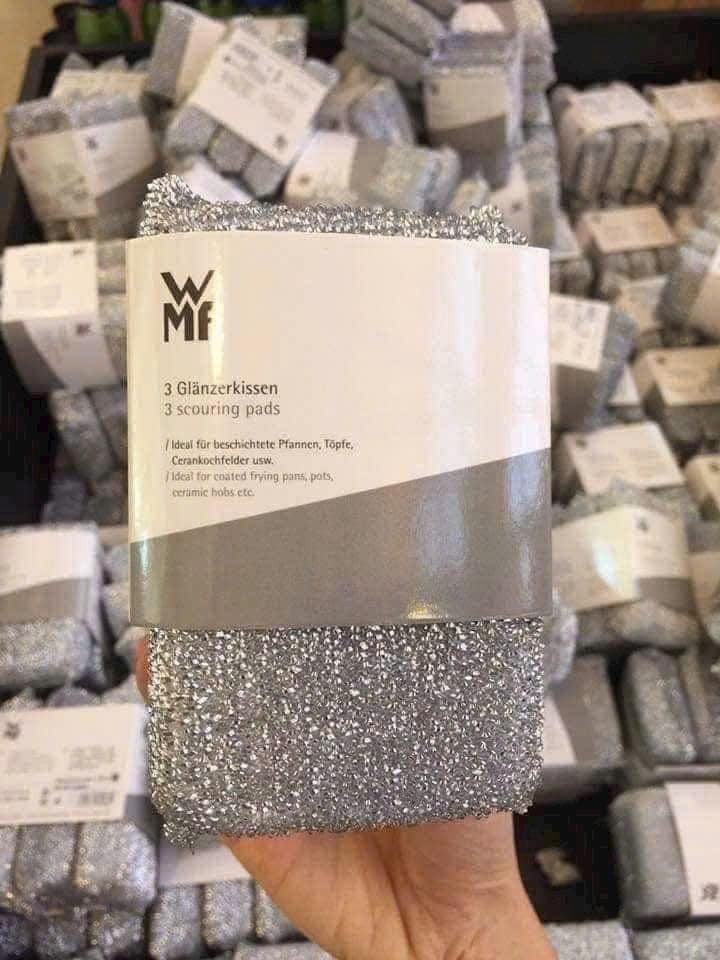 WMF
3 Glänzerkissen
3 scouring pads
/ Ideal für beschichtete Pfannen, Töpfe,
Cerankochfelder usw.
/ Ideal for coated frying pans, pots,
ceramic hobs etc.